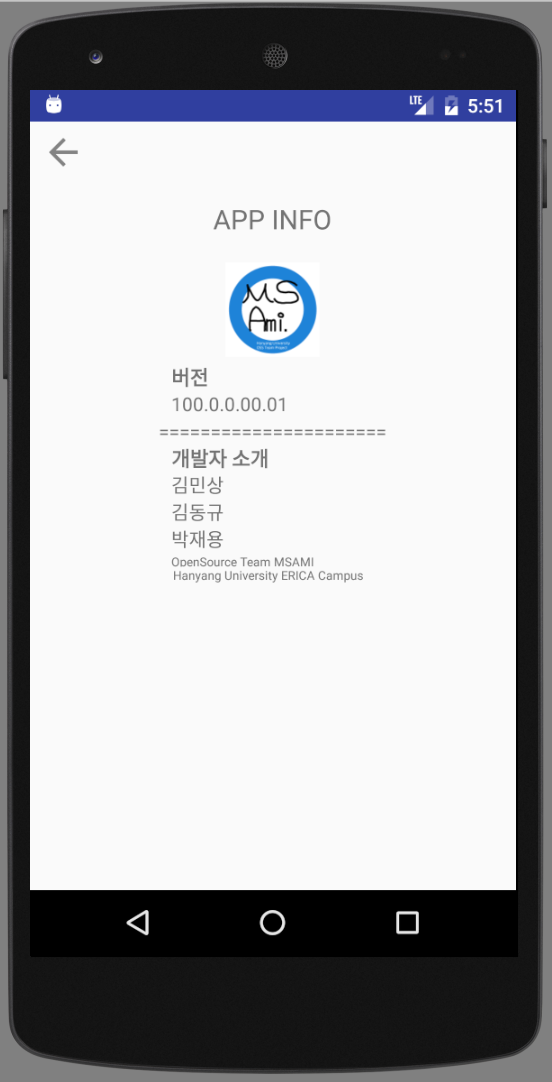 LTE 5:51
APP INFO
MS
Ami.
Hanyang University
버전
100.0.0.00.01
======================
개발자 소개
김민상
김동규
박재용
OpenSource Team MSAMI
Hanyang University ERICA Campus